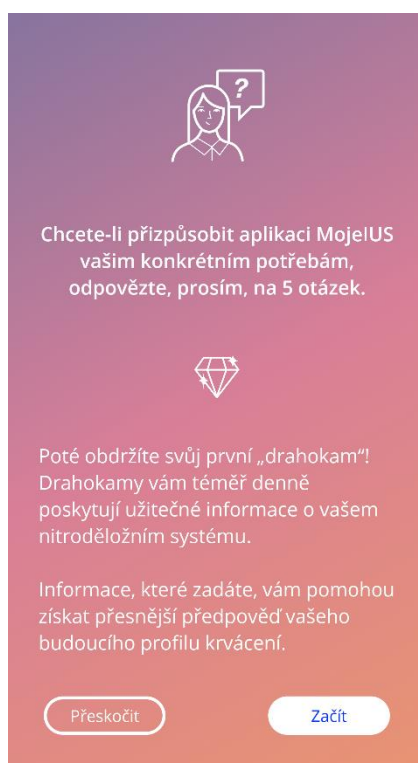 ?
Chcete-li přizpůsobit aplikaci MojeIUS
vašim konkrétním potřebám,
odpovězte, prosím, na 5 otázek.
Poté obdržíte svůj první „drahokam“!
Drahokamy vám téměř denně
poskytují užitečné informace o vašem
nitroděložním systému.
Informace, které zadáte, vám pomohou
získat přesnější předpověď vašeho
budoucího profilu krvácení.
Přeskočit
Začít